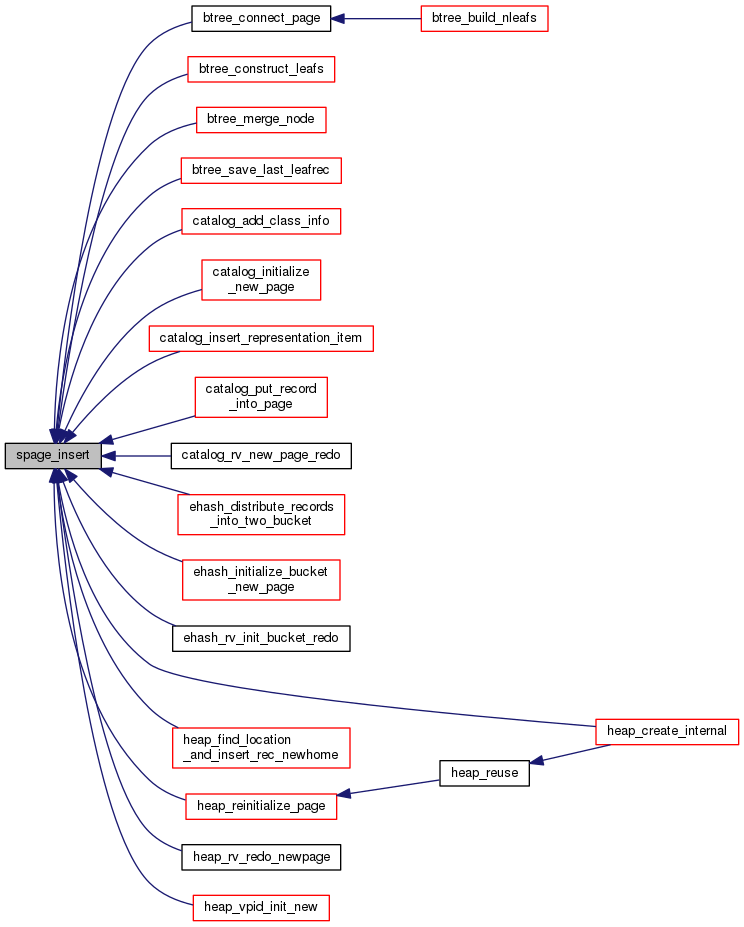 btree_connect_page
btree_build_nleafs
btree_construct_leafs
btree_merge_node
btree_save_last_leafrec
catalog_add_class_info
catalog_initialize
_new_page
catalog_insert_representation_item
catalog_put_record
_into_page
spage_insert
catalog_rv_new_page_redo
ehash_distribute_records
_into_two_bucket
ehash_initialize_bucket
_new_page
ehash_rv_init_bucket_redo
heap_find_location
_and_insert_rec_newhome
heap_create_internal
heap_reuse
heap_reinitialize_page
heap_rv_redo_newpage
heap_vpid_init_new